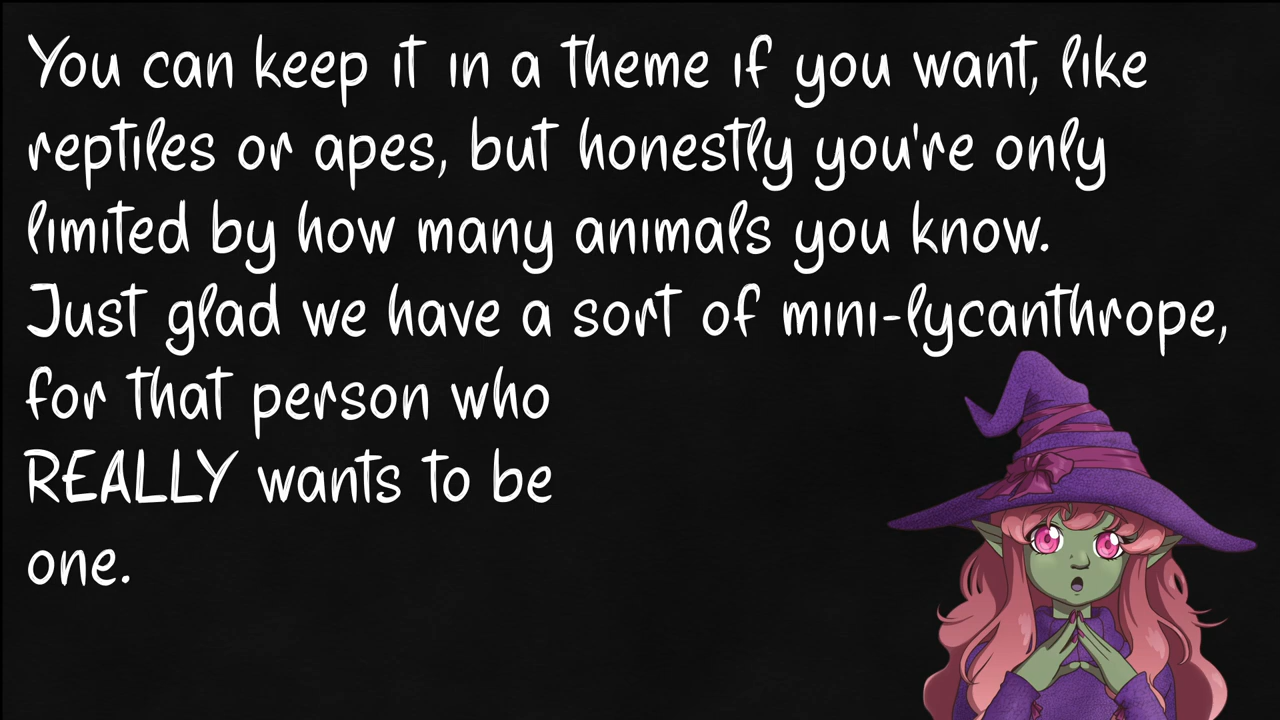 You can keep it in a theme if you want, like
reptiles or apes, but honestly you're only
limited by how many animals you know.
Just glad we have a sort of mini-lycanthrope,
for that person who
REALLY wants to be
one.